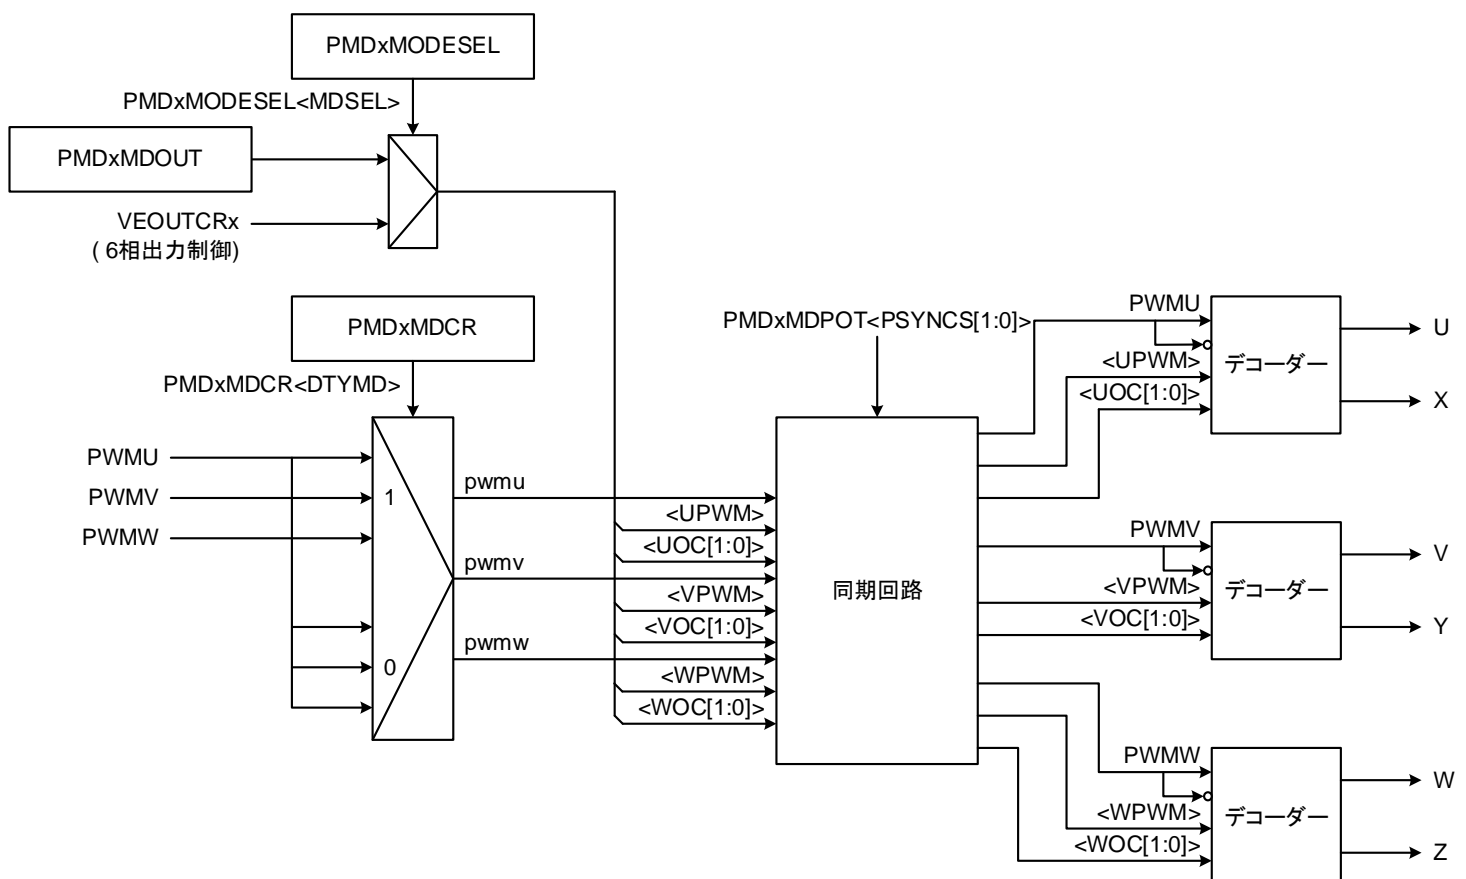 PMDxMODESEL
PMDxMODESEL<MDSEL>
PMDxMDOUT
VEOUTCRx
( 6相出力制御)
PMDxMDCR
PMDxMDCR<DTYMD>
PWMU
PWMV
PWMW
1
0
pwmu
<UPWM>
<UOC[1:0]>
pwmv
<VPWM>
<VOC[1:0]>
pwmw
<WPWM>
<WOC[1:0]>
PMDxMDPOT<PSYNCS[1:0]>
同期回路
PWMU
<UPWM>
<UOC[1:0]>
デコーダー
U
X
PWMV
<VPWM>
<VOC[1:0]>
デコーダー
V
Y
PWMW
<WPWM>
<WOC[1:0]>
デコーダー
W
Z